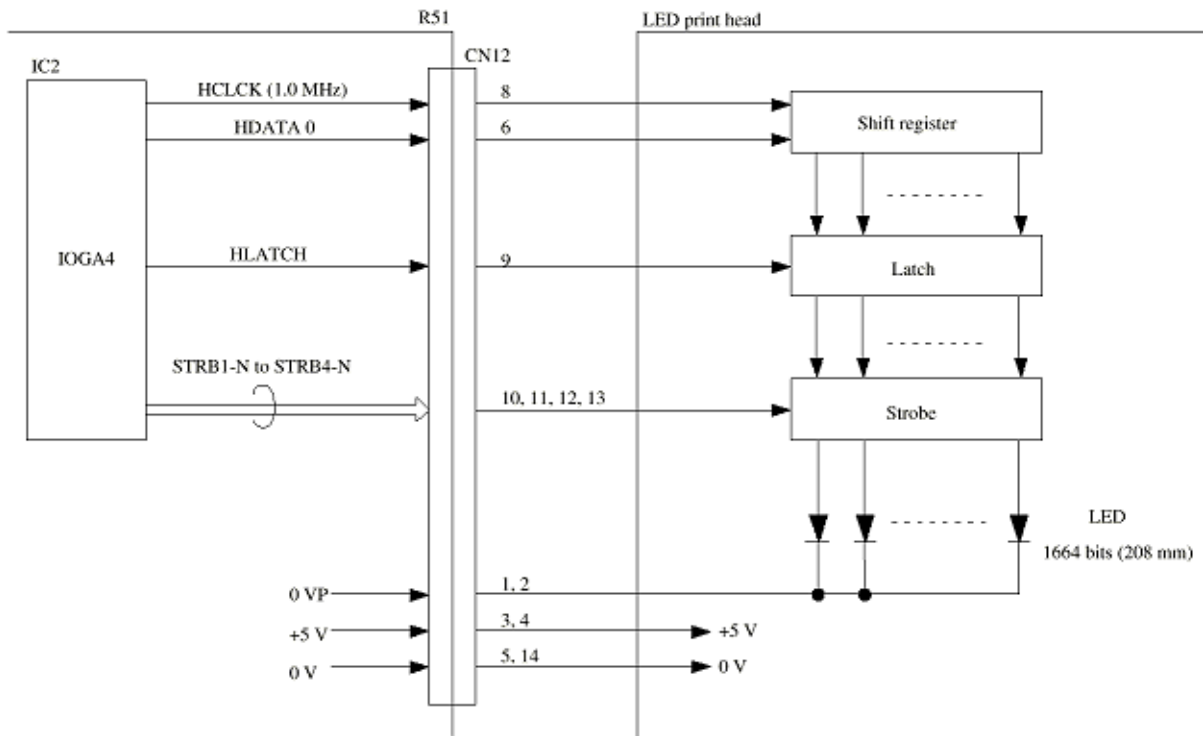 R51
LED print head
IC2
CN12
HCLCK (1.0 MHz)
8
HDATA 0
6
Shift register
IOGA4
HLATCH
9
Latch
STRB1-N to STRB4-N
10, 11, 12, 13
Strobe
LED
1664 bits (208 mm)
0 VP
1, 2
+5 V
3, 4
+5 V
0 V
5, 14
0 V